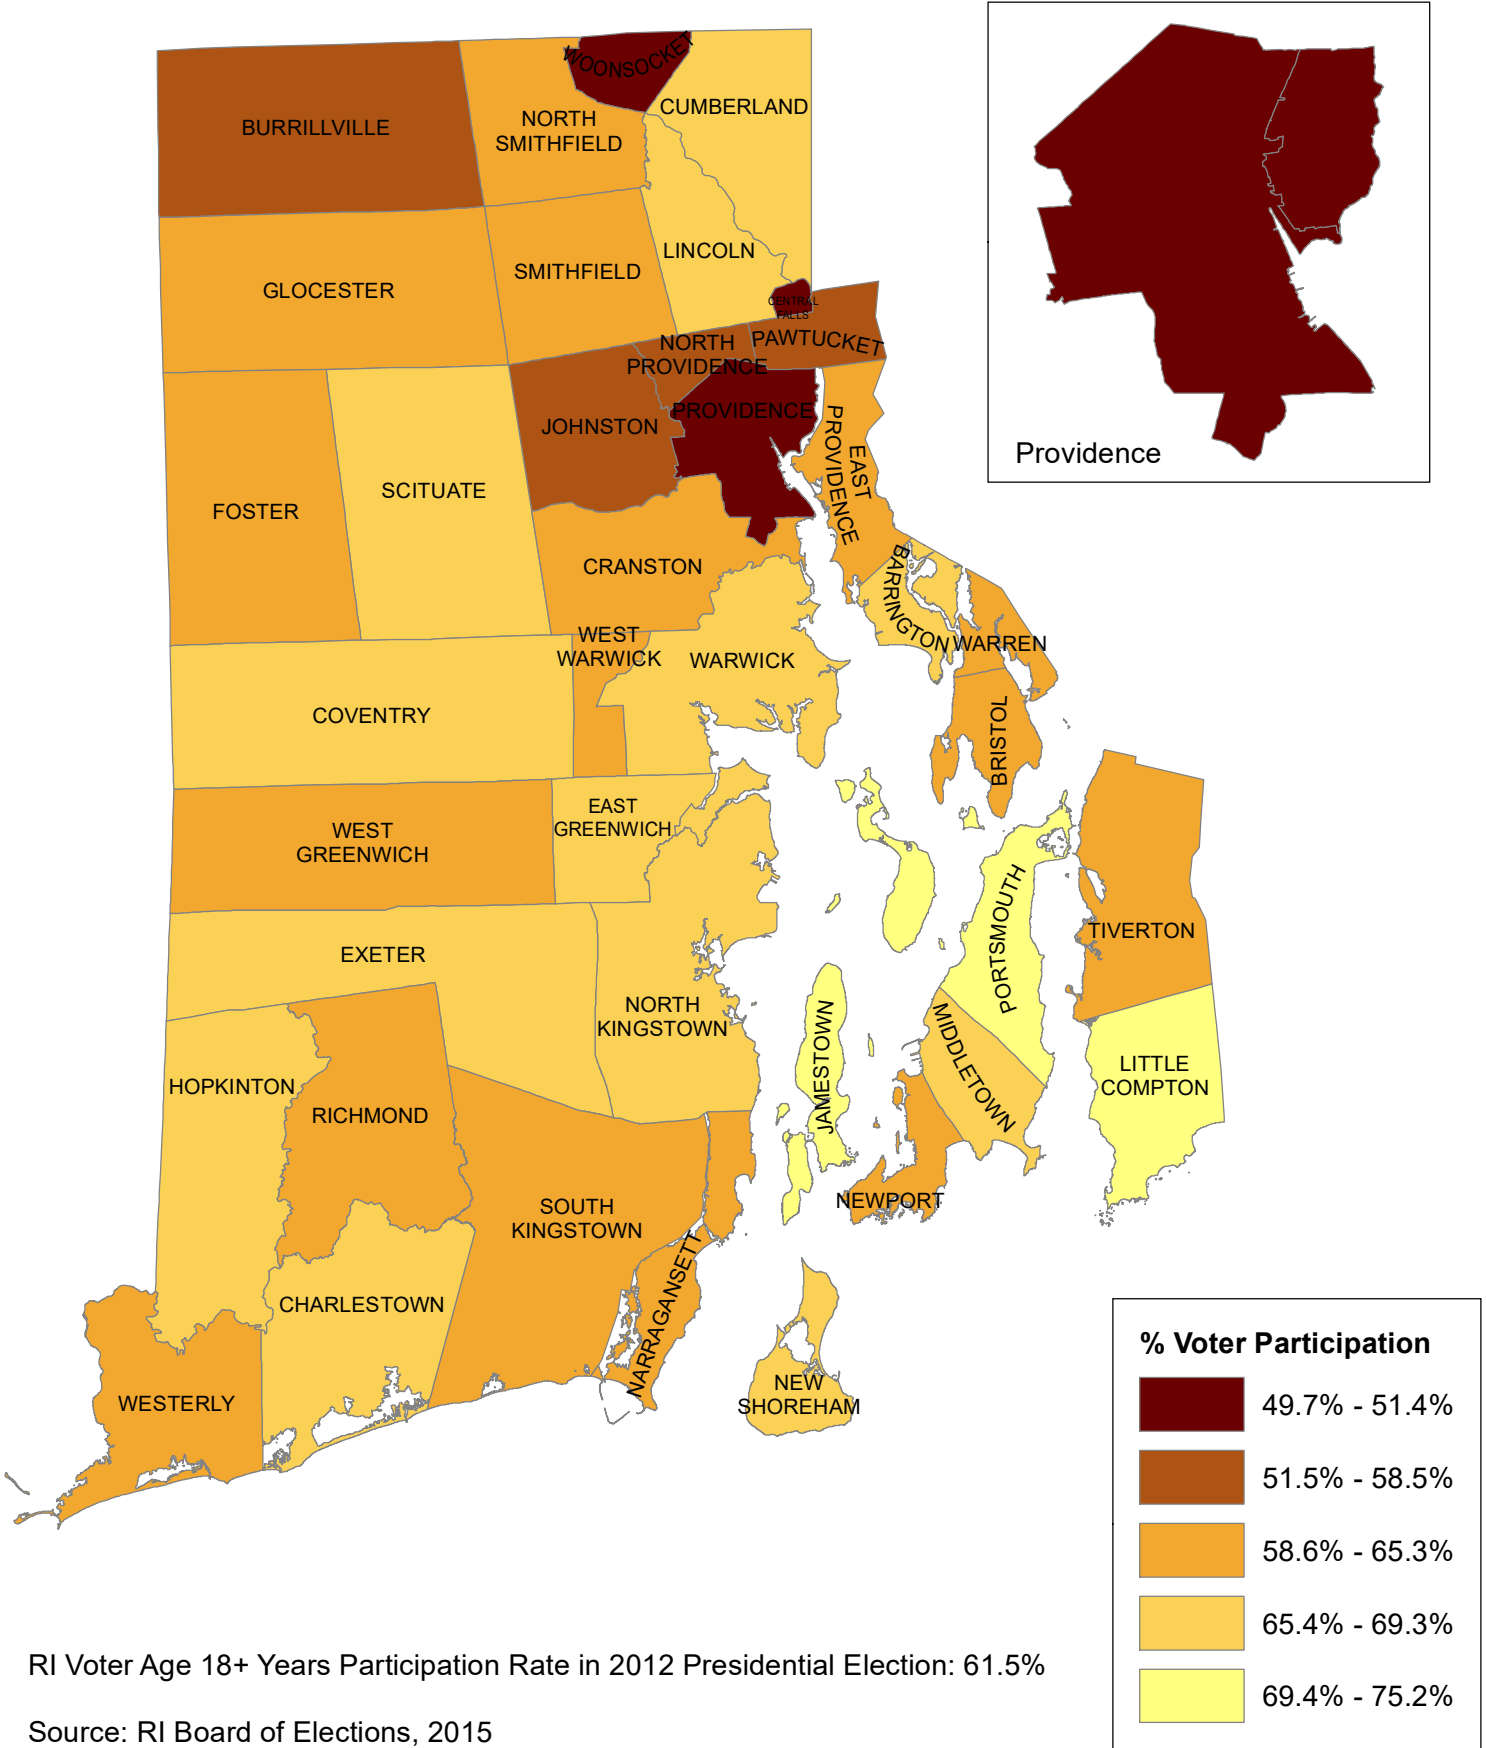 WOONSOCKET
CUMBERLAND
BURRILLVILLE
NORTH
SMITHFIELD
LINCOLN
SMITHFIELD
GLOCESTER
CENTRAL
FALLS
PAWTUCKET
NORTH
PROVIDENCE
PROVIDENCE
JOHNSTON
EAST
PROVIDENCE
Providence
SCITUATE
FOSTER
CRANSTON
BARRINGTON
WARREN
WEST
WARWICK
WARWICK
COVENTRY
BRISTOL
EAST
GREENWICH
WEST
GREENWICH
PORTSMOUTH
TIVERTON
EXETER
NORTH
KINGSTOWN
JAMESTOWN
MIDDLETOWN
LITTLE
COMPTON
HOPKINTON
RICHMOND
SOUTH
KINGSTOWN
NEWPORT
NARRAGANSETT
CHARLESTOWN
NEW
SHOREHAM
WESTERLY
% Voter Participation
49.7% - 51.4%
51.5% - 58.5%
58.6% - 65.3%
65.4% - 69.3%
69.4% - 75.2%
RI Voter Age 18+ Years Participation Rate in 2012 Presidential Election: 61.5%
Source: RI Board of Elections, 2015